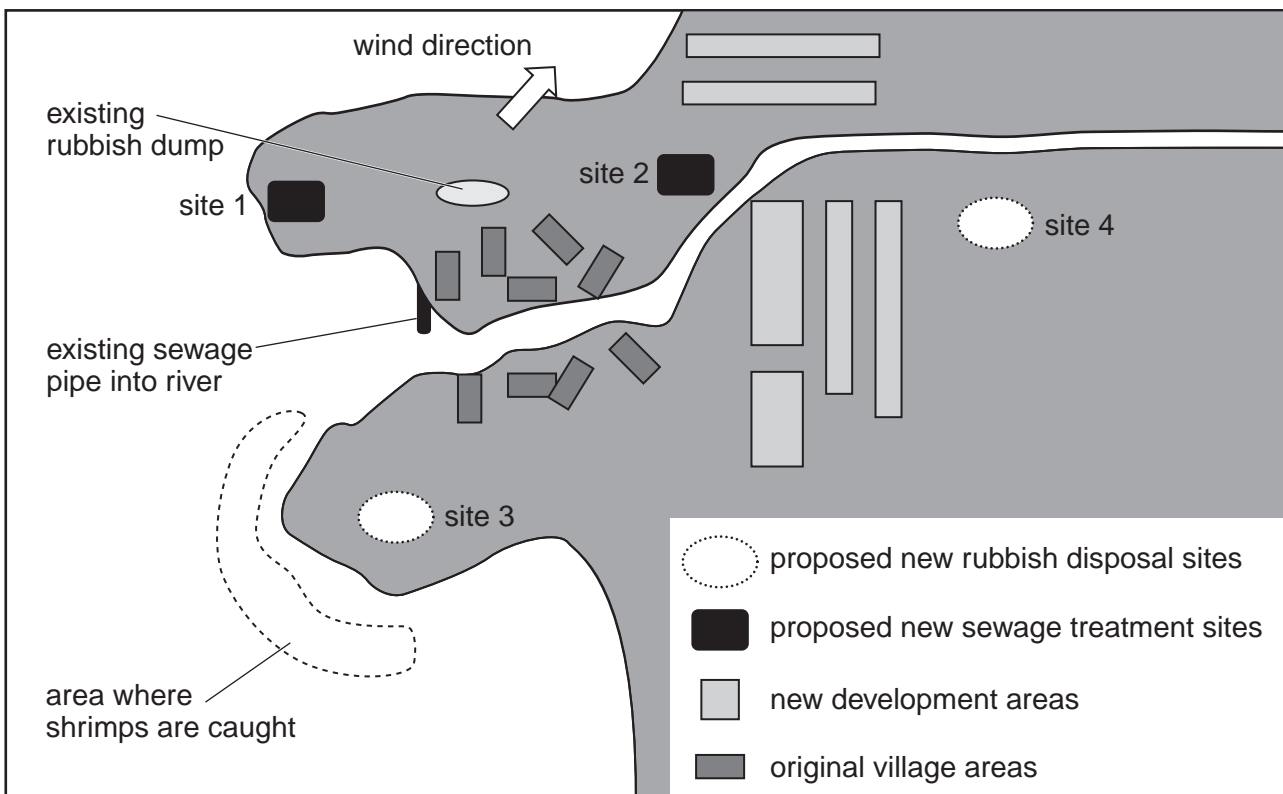 wind direction
existing
rubbish dump
site 1
site 2
site 4
existing sewage
pipe into river
site 3
area where
shrimps are caught
proposed new rubbish disposal sites
proposed new sewage treatment sites
new development areas
original village areas